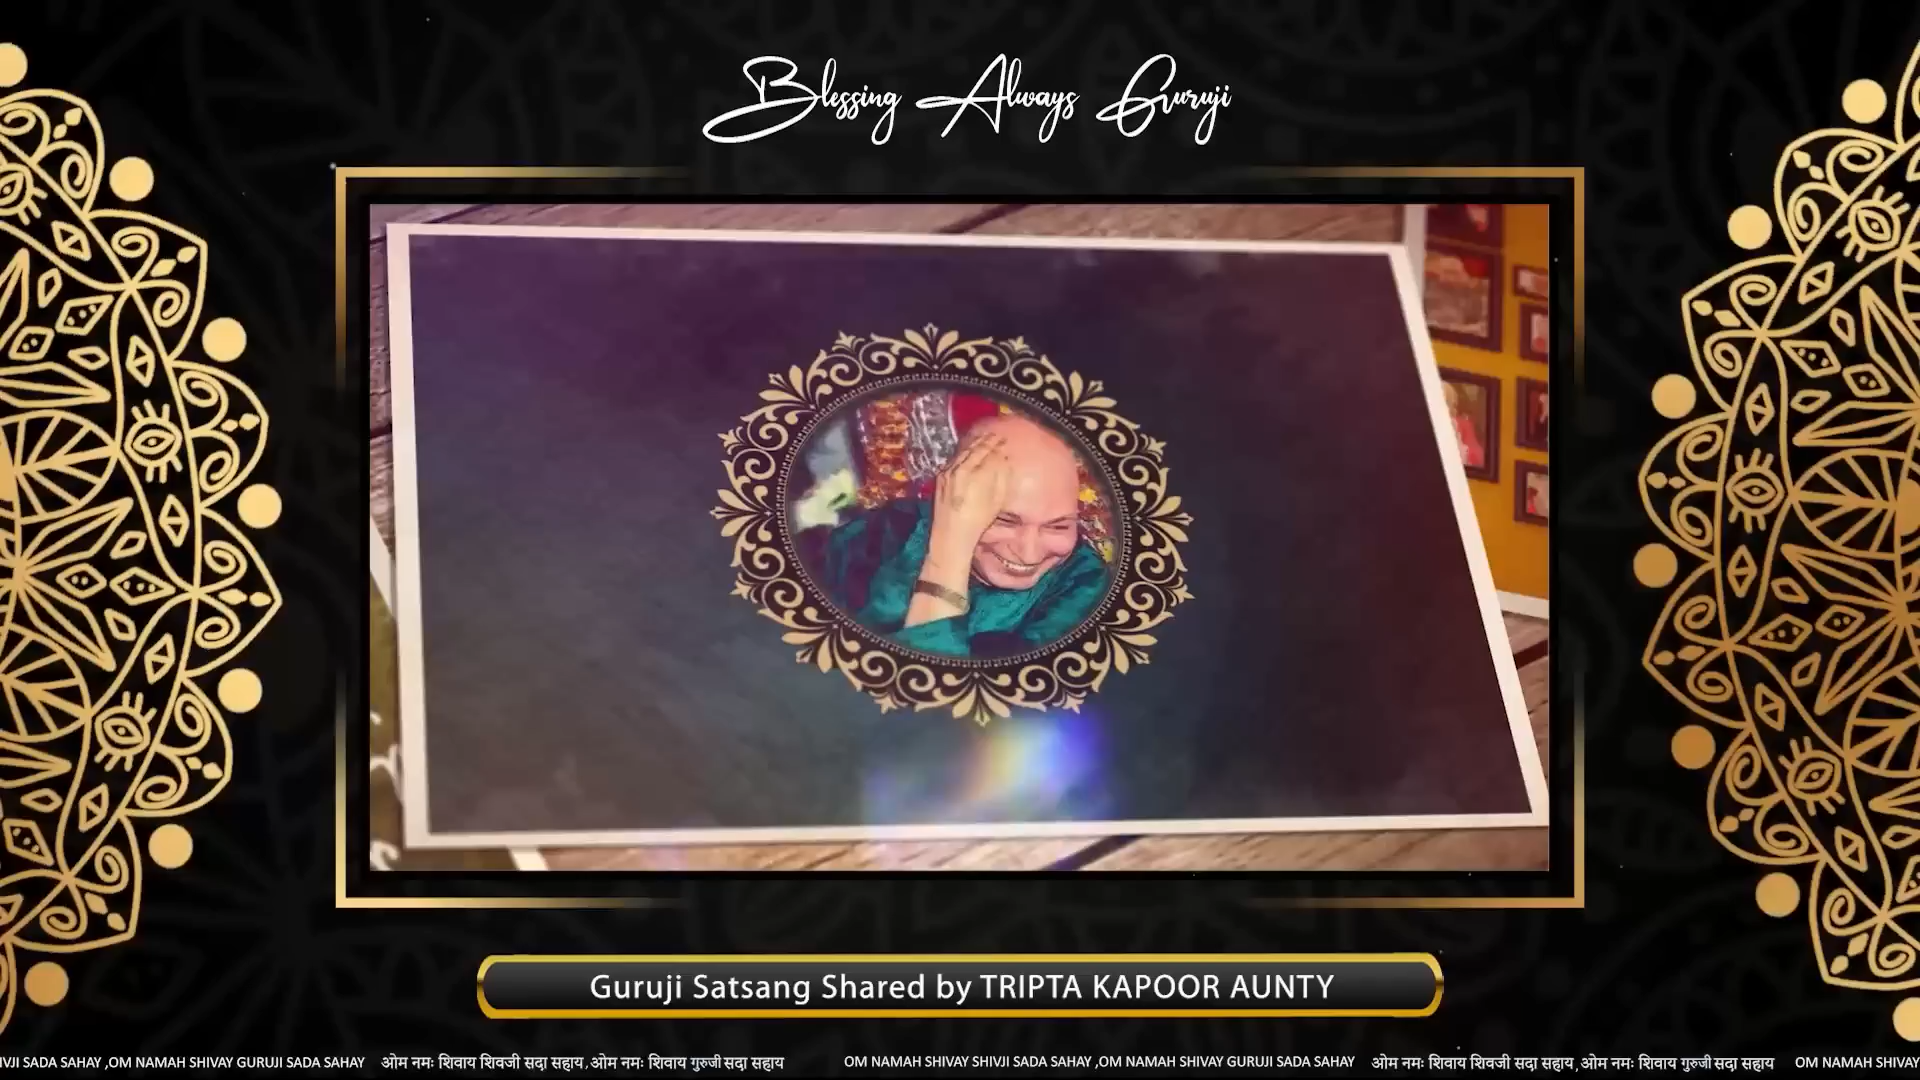 Blessing Always Guruji
Guruji Satsang Shared by TRIPTA KAPOOR AUNTY
IVJI SADA SAHAY ,OM NAMAH SHIVAY GURUJI SADA SAHAY ओम नमः शिवाय शिवजी सदा सहाय, ओम नमः शिवाय गुरुजी सदा सहाय OM NAMAH SHIVAY SHIVJI SADA SAHAY ,OM NAMAH SHIVAY GURUJI SADA SAHAY ओम नमः शिवाय शिवजी सदा सहाय, ओम नमः शिवाय गुरुजी सदा सहाय OM NAMAH SHIVAY